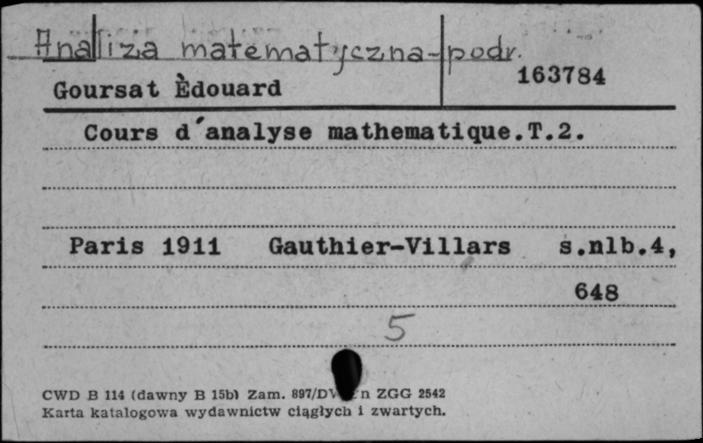 Analiza matematyczna-podr.
163784
Goursat Èdouard
Cours d'analyse mathematique.T.2.
Paris 1911 Gauthier-Villars s.nlb.4,
648
5
CWD B 114 (dawny B 15b) Zam. ZGG 2542
Karta katalogowa wydawnictw ciągłych i zwartych.